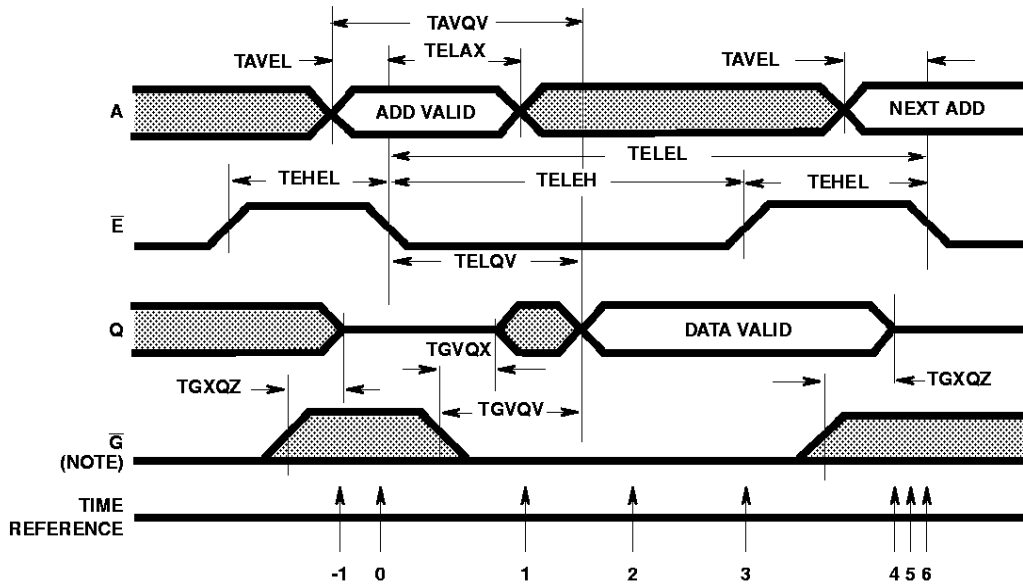 TAVQV
TAVEL
TELAX
TAVEL
A
ADD VALID
NEXT ADD
TELEL
TEHEL
TELEH
TEHEL
E
TELQV
Q
DATA VALID
TGVQX
TGXQZ
TGXQZ
TGVQV
G
(NOTE)
TIME
REFERENCE
-1 0 1 2 3 4 5 6